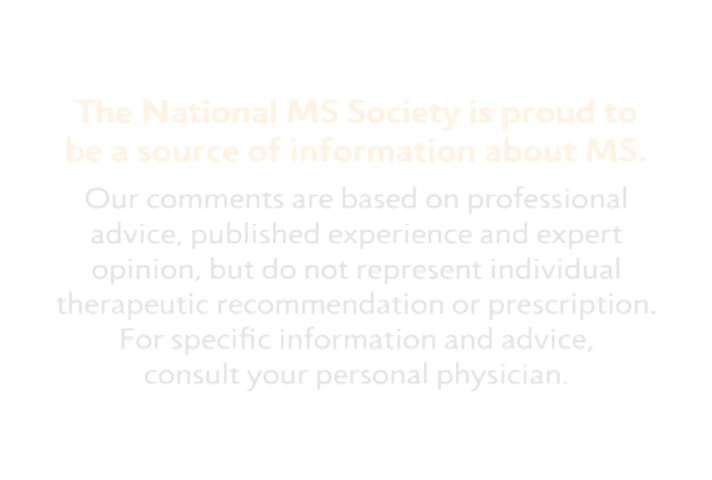 The National MS Society is proud to
be a source of information about MS.
Our comments are based on professional
advice, published experience and expert
opinion, but do not represent individual
therapeutic recommendation or prescription.
For specific information and advice,
consult your personal physician.